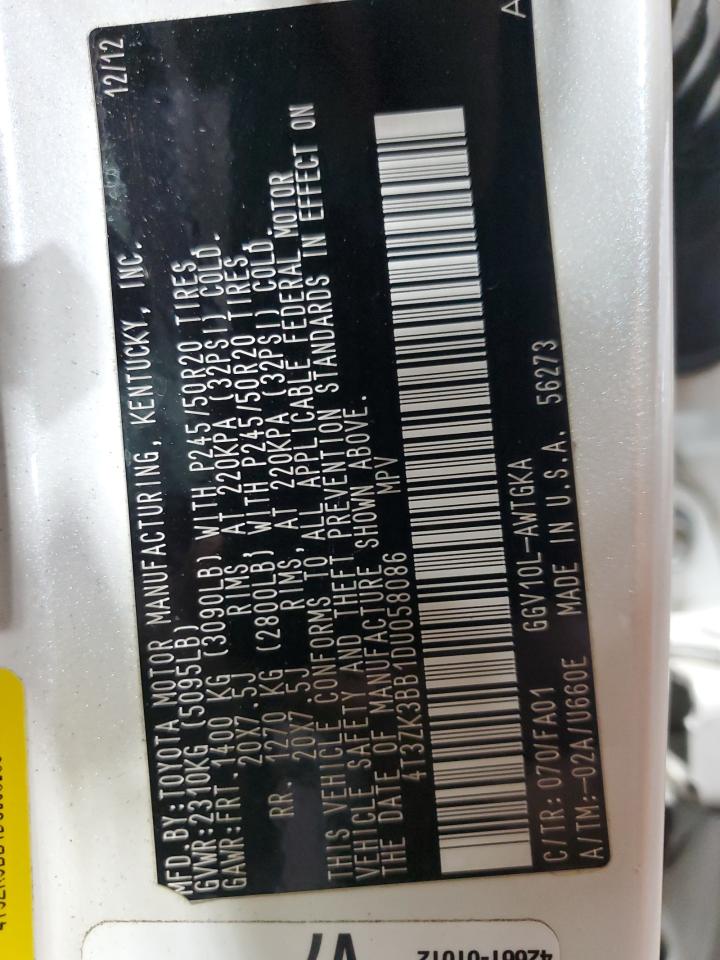 12/12
MFD.BY:TOYOTA MOTOR MANUFACTURING, KENTUCKY, INC.
GVWR:2310KG (5095LB)
GAWR:FRT.1400 KG (3090LB) WITH P245/50R20 TIRES,
20X7.5J RIMS, AT 220KPA (32PSI) COLD.
RR. 1270 KG (2800LB) WITH P245/50R20 TIRES,
20X7.5J RIMS, AT 220KPA (32PSI) COLD.
THIS VEHICLE CONFORMS TO ALL APPLICABLE FEDERAL MOTOR
VEHICLE SAFETY AND THEFT PREVENTION STANDARDS IN EFFECT ON
THE DATE OF MANUFACTURE SHOWN ABOVE.
4T3ZK3BB1DU058086 MPV
C/TR: 070/FA01 GGV10L-AWTGKA
A/TM:-02A/U660E MADE IN U.S.A. 56273
A
42661-01012